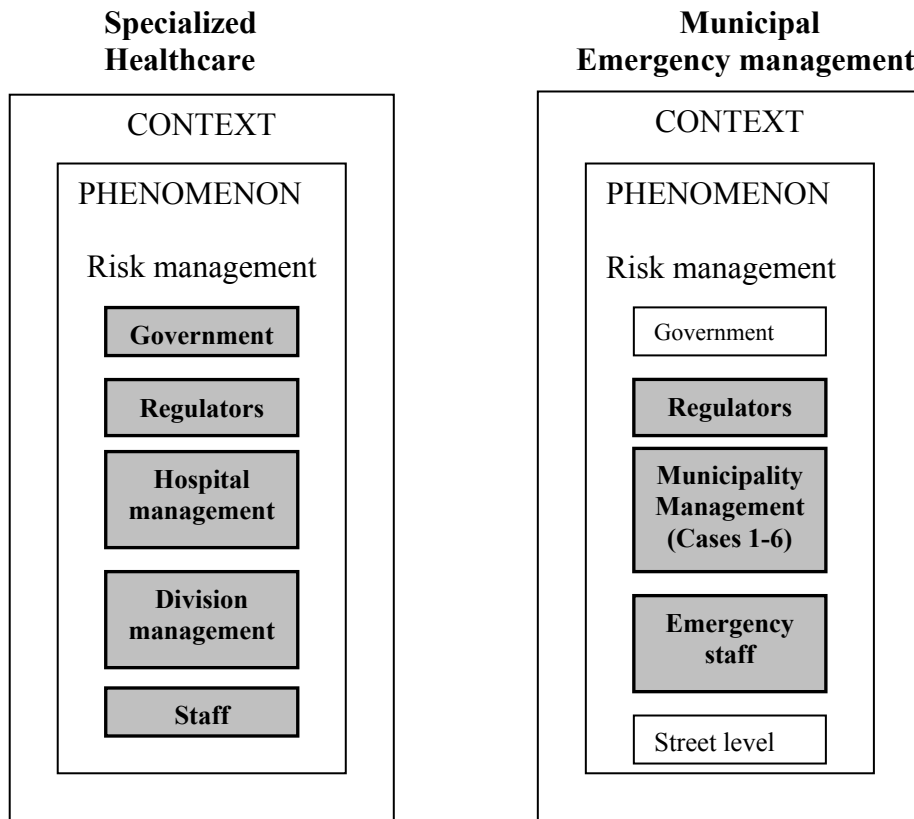 Specialized
Healthcare
CONTEXT
PHENOMENON
Risk management
Government
Regulators
Hospital
management
Division
management
Staff
Municipal
Emergency management
CONTEXT
PHENOMENON
Risk management
Government
Regulators
Municipality
Management
(Cases 1-6)
Emergency
staff
Street level